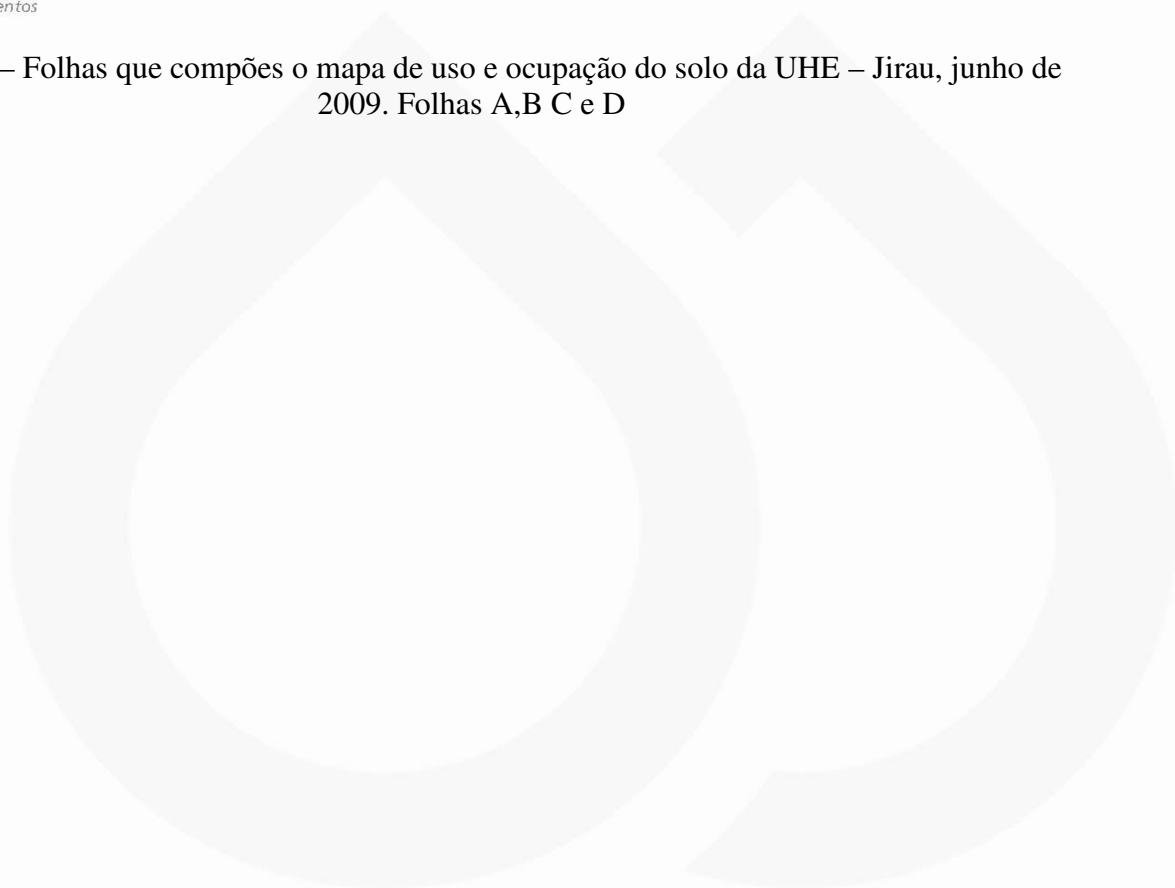 entos
– Folhas que compões o mapa de uso e ocupação do solo da UHE – Jirau, junho de
2009. Folhas A,B C e D